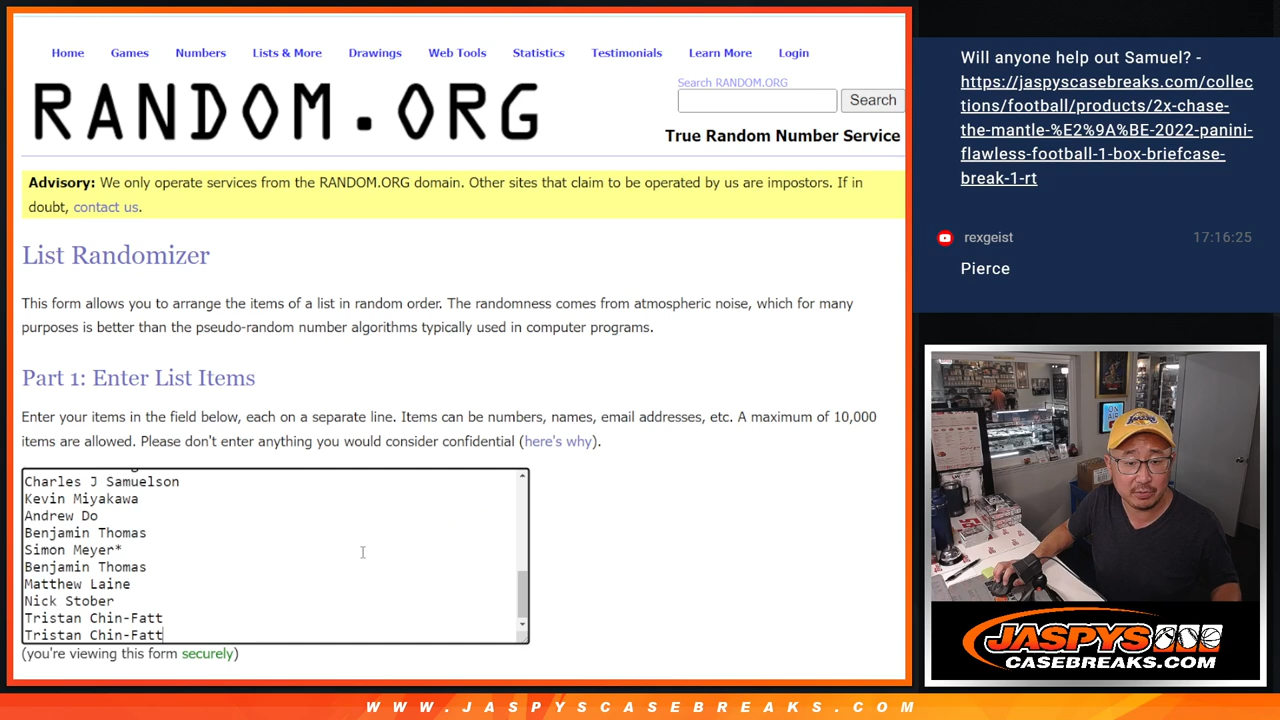 Home Games Numbers Lists & More Drawings Web Tools Statistics Testimonials Learn More Login
RANDOM.ORG
Search RANDOM.ORG
Search
True Random Number Service
Advisory: We only operate services from the RANDOM.ORG domain. Other sites that claim to be operated by us are impostors. If in
doubt, contact us.
List Randomizer
This form allows you to arrange the items of a list in random order. The randomness comes from atmospheric noise, which for many
purposes is better than the pseudo-random number algorithms typically used in computer programs.
Part 1: Enter List Items
Enter your items in the field below, each on a separate line. Items can be numbers, names, email addresses, etc. A maximum of 10,000
items are allowed. Please don't enter anything you would consider confidential (here's why).
Charles J Samuelson
Kevin Miyakawa
Andrew Do
Benjamin Thomas
Simon Meyer*
Benjamin Thomas
Matthew Laine
Nick Stober
Tristan Chin-Fatt
Tristan Chin-Fatt
(you're viewing this form securely)
Will anyone help out Samuel? -
https://jaspyscasebreaks.com/collec
tions/football/products/2x-chase-
the-mantle-%E2%9A%BE-2022-panini-
flawless-football-1-box-briefcase-
break-1-rt
rexgeist 17:16:25
Pierce
ON
AIR
JASPYS
CASEBREAKS.COM
WWW.JASPYSCASEBREAKS.COM